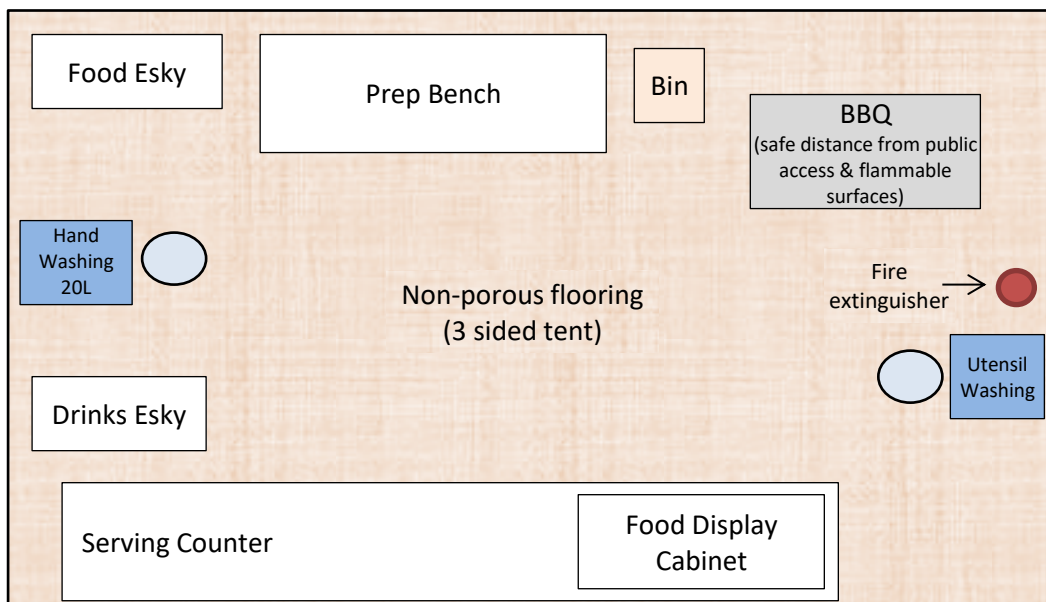 Food Esky
Prep Bench
Bin
BBQ
(safe distance from public
access & flammable
surfaces)
Hand
Washing
20L
Non-porous flooring
(3 sided tent)
Fire
extinguisher
Utensil
Washing
Drinks Esky
Serving Counter
Food Display
Cabinet